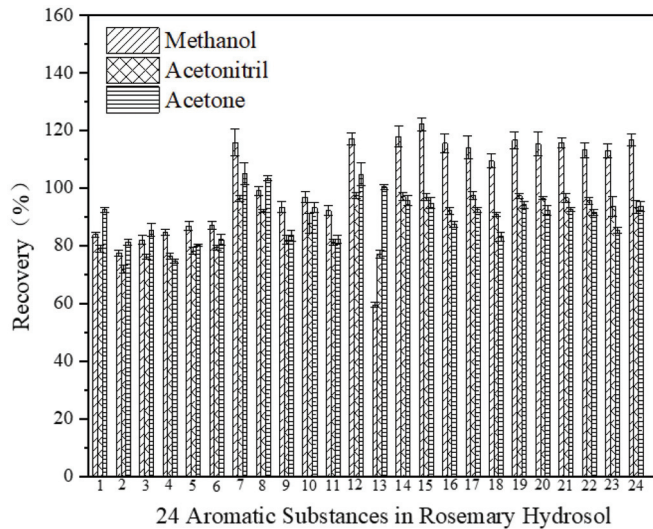 160
140
120
100
80
60
40
20
0
Recovery (%)
Methanol
Acetonitril
Acetone
1 2 3 4 5 6 7 8 9 10 11 12 13 14 15 16 17 18 19 20 21 22 23 24
24 Aromatic Substances in Rosemary Hydrosol